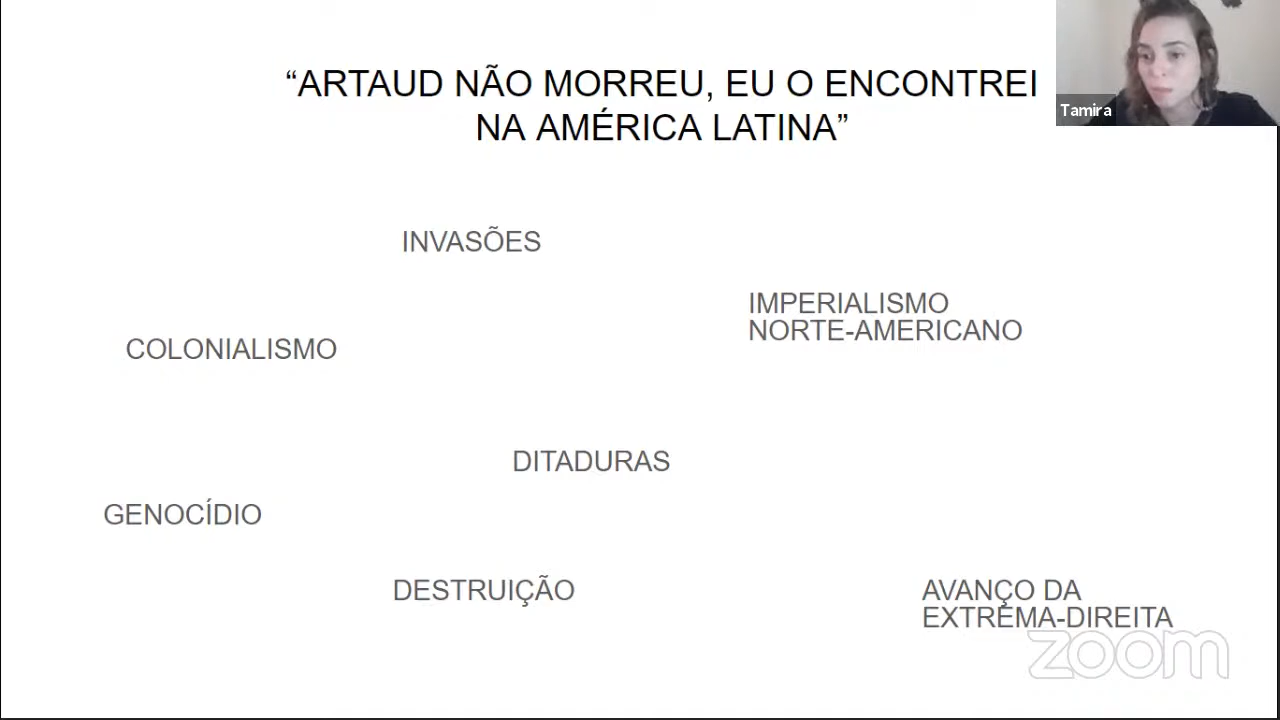 “ARTAUD NÃO MORREU, EU O ENCONTREI
NA AMÉRICA LATINA”
Tamira
INVASÕES
IMPERIALISMO
NORTE-AMERICANO
COLONIALISMO
DITADURAS
GENOCÍDIO
DESTRUIÇÃO
AVANÇO DA
EXTREMA-DIREITA
zoom